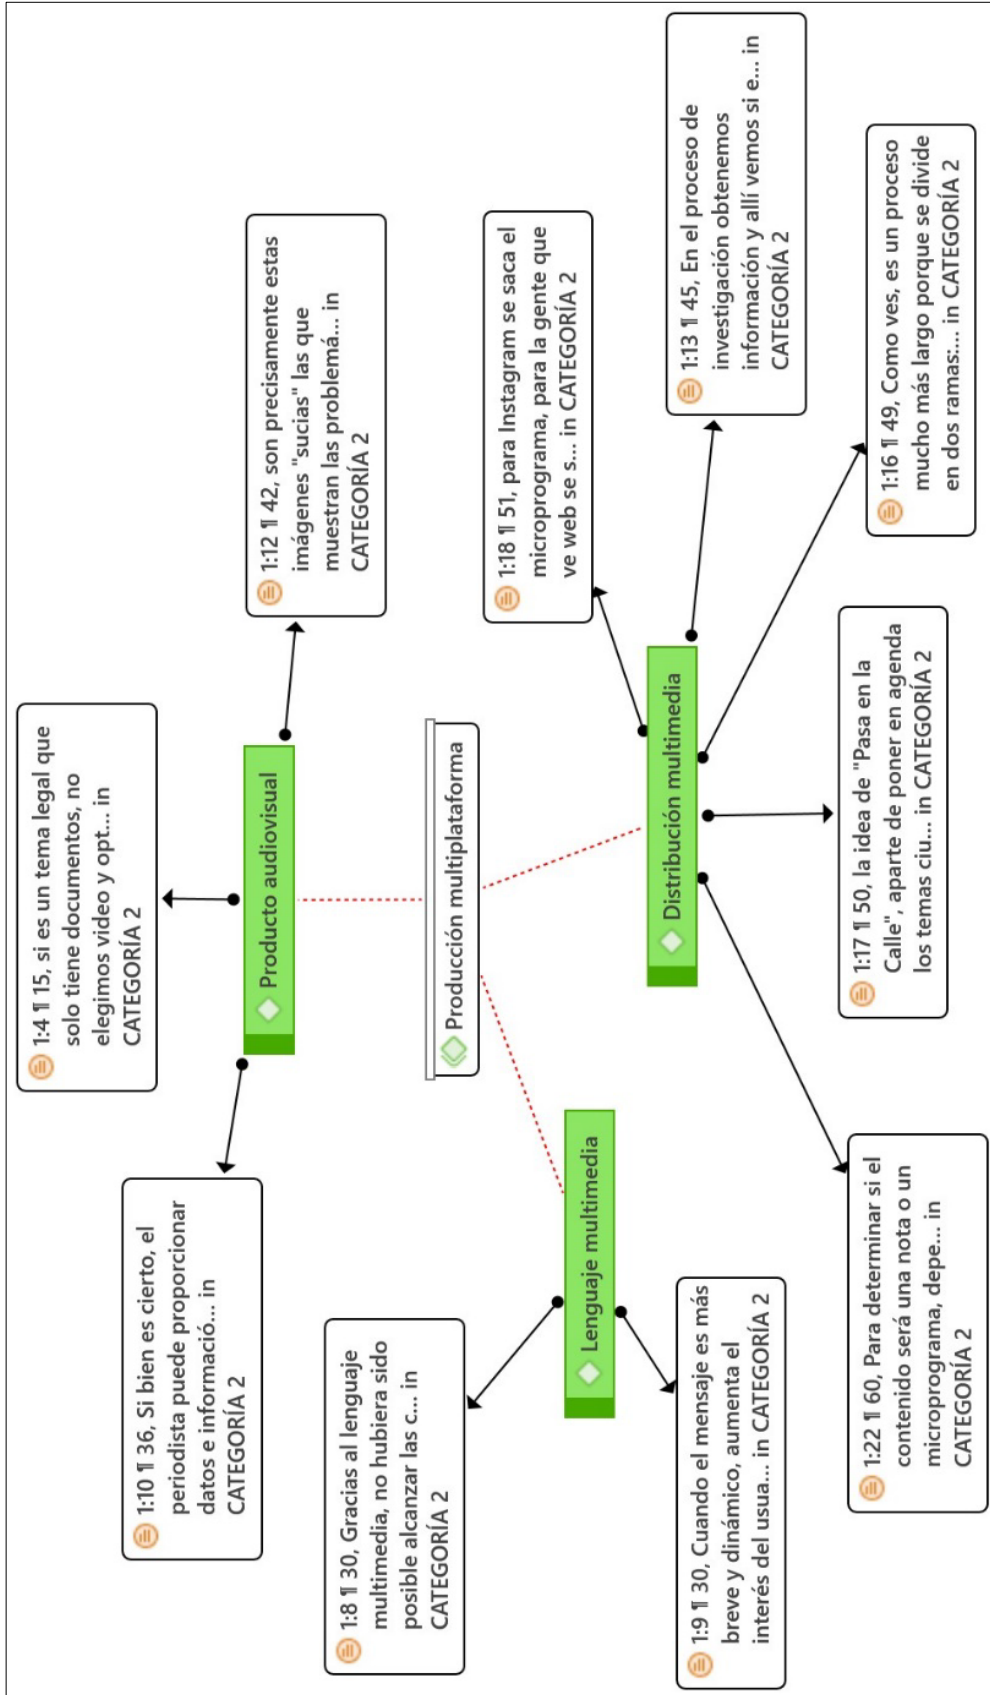 1:4 ¶ 15, si es un tema legal que
solo tiene documentos, no
elegimos video y opt... in
CATEGORÍA 2
1:10 ¶ 36, Si bien es cierto, el
periodista puede proporcionar
datos e informació... in
CATEGORÍA 2
Producto audiovisual
1:12 ¶ 42, son precisamente estas
imágenes "sucias" las que
muestran las problemá... in
CATEGORÍA 2
1:8 ¶ 30, Gracias al lenguaje
multimedia, no hubiera sido
posible alcanzar las c... in
CATEGORÍA 2
Producción multiplataforma
1:18 ¶ 51, para Instagram se saca el
microprograma, para la gente que
ve web se s... in CATEGORÍA 2
Lenguaje multimedia
Distribución multimedia
1:13 ¶ 45, En el proceso de
investigación obtenemos
información y allí vemos si e... in
CATEGORÍA 2
1:9 ¶ 30, Cuando el mensaje es más
breve y dinámico, aumenta el
interés del usua... in CATEGORÍA 2
1:22 ¶ 60, Para determinar si el
contenido será una nota o un
microprograma, depe... in
CATEGORÍA 2
1:17 ¶ 50, la idea de "Pasa en la
Calle", aparte de poner en agenda
los temas ciu... in CATEGORÍA 2
1:16 ¶ 49, Como ves, es un proceso
mucho más largo porque se divide
en dos ramas:... in CATEGORÍA 2